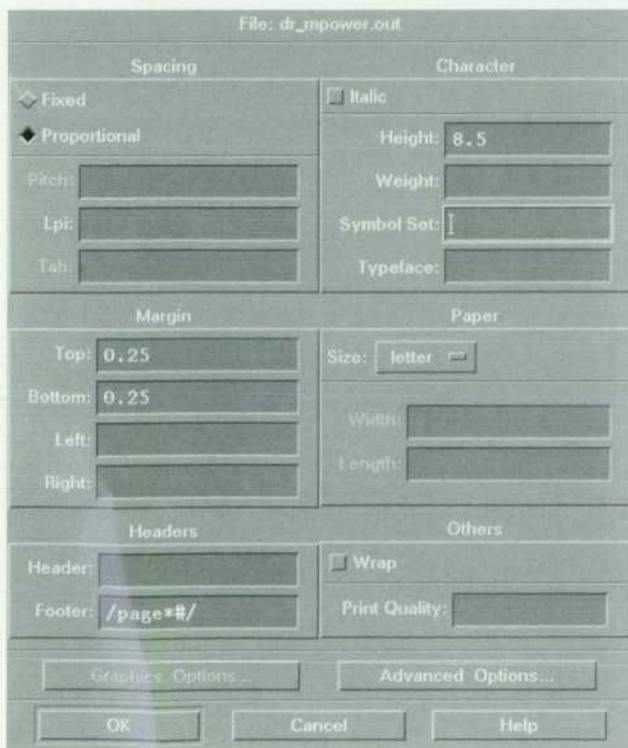 File: dr_mpower.out
Spacing
Fixed
Proportional
Pitch:
Lpi:
Tab:
Character
Italic
Height: 8.5
Weight:
Symbol Set:
Typeface:
Margin
Top: 0.25
Bottom: 0.25
Left:
Right:
Paper
Size: letter
Width:
Length:
Headers
Header:
Footer: /page*#/
Others
Wrap
Print Quality:
Graphics Options...
Advanced Options...
OK
Cancel
Help